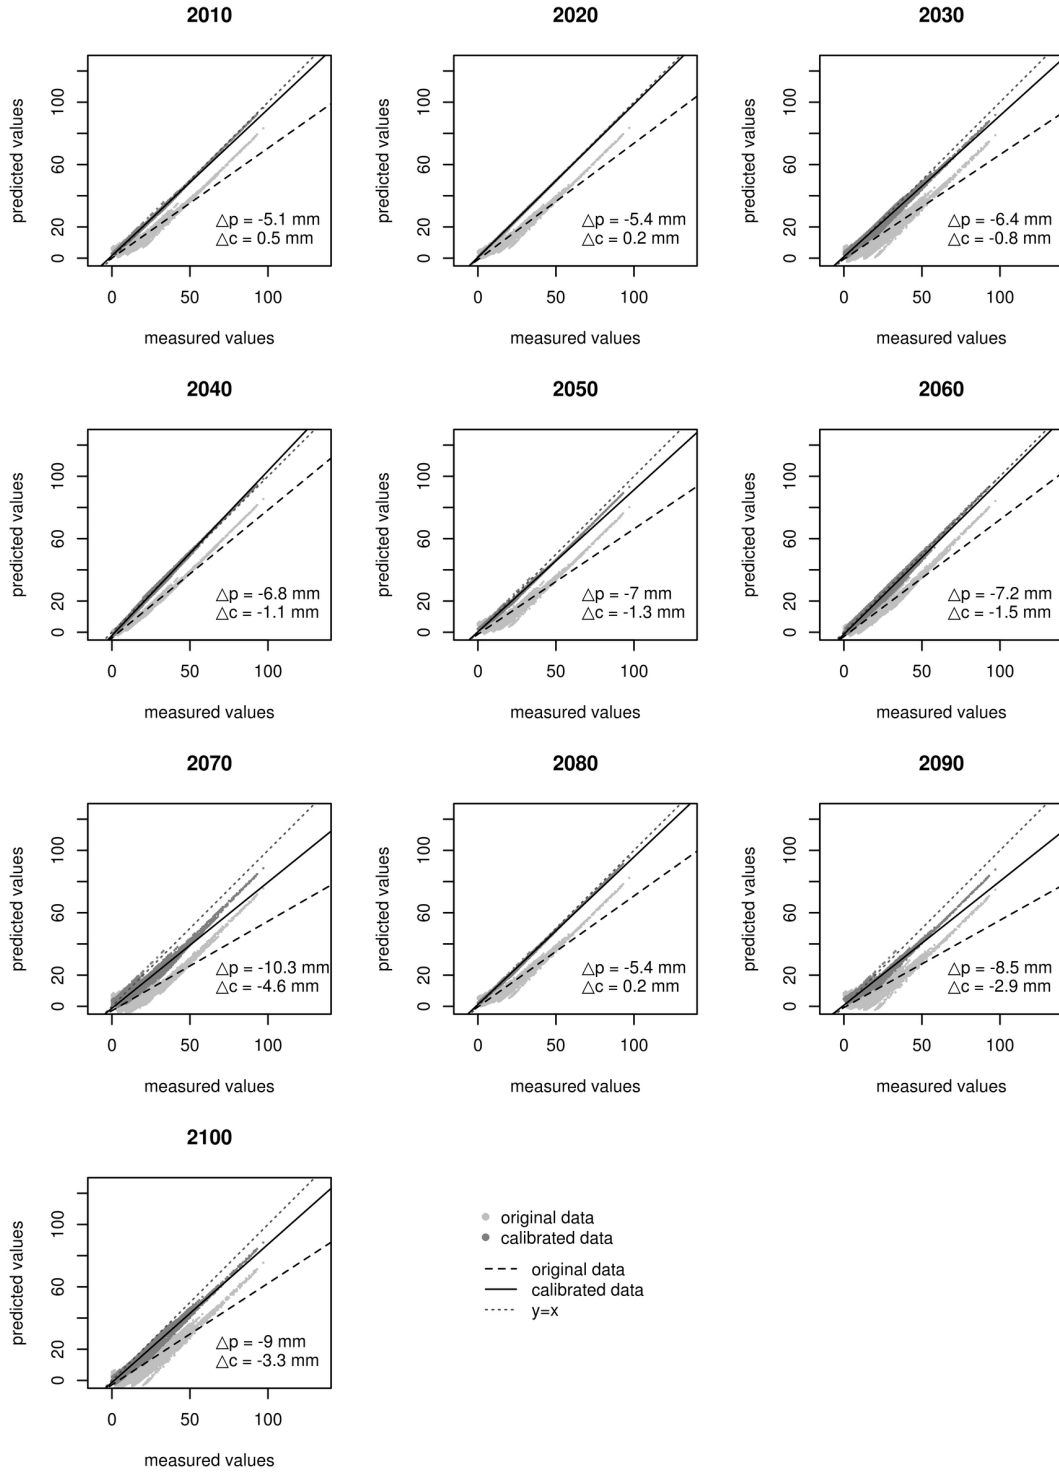 2010
predicted values
100
60
20
0
△p = -5.1 mm
△c = 0.5 mm
0 50 100
measured values
2020
predicted values
100
60
20
0
△p = -5.4 mm
△c = 0.2 mm
0 50 100
measured values
2030
predicted values
100
60
20
0
△p = -6.4 mm
△c = -0.8 mm
0 50 100
measured values
2040
predicted values
100
60
20
0
△p = -6.8 mm
△c = -1.1 mm
0 50 100
measured values
2050
predicted values
100
60
20
0
△p = -7 mm
△c = -1.3 mm
0 50 100
measured values
2060
predicted values
100
60
20
0
△p = -7.2 mm
△c = -1.5 mm
0 50 100
measured values
2070
predicted values
100
60
20
0
△p = -10.3 mm
△c = -4.6 mm
0 50 100
measured values
2080
predicted values
100
60
20
0
△p = -5.4 mm
△c = 0.2 mm
0 50 100
measured values
2090
predicted values
100
60
20
0
△p = -8.5 mm
△c = -2.9 mm
0 50 100
measured values
2100
predicted values
100
60
20
0
△p = -9 mm
△c = -3.3 mm
0 50 100
measured values
original data
calibrated data
original data
calibrated data
y=x